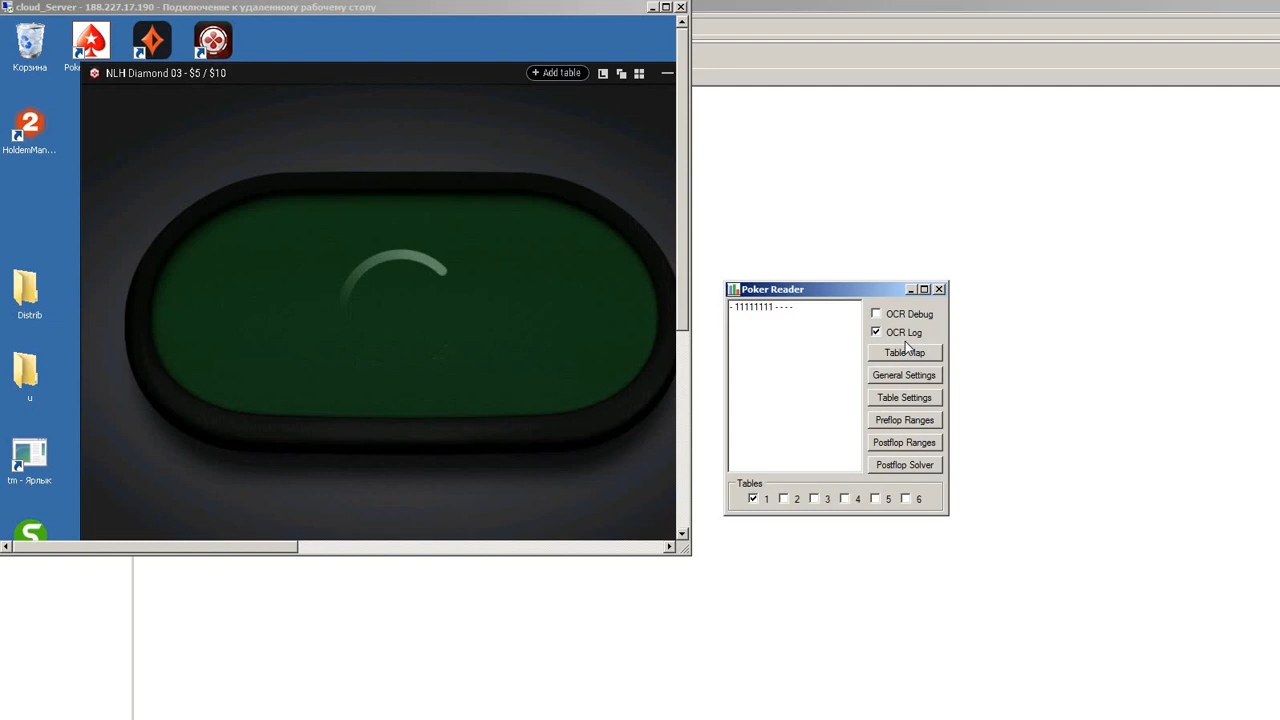 cloud_Server - 188.227.17.190 - Подключение к удаленному рабочему столу
Корзина
NLH Diamond 03 - $5 / $10
+ Add table
2
HoldemMan...
Distrib
u
tm - Ярлык
S
Poker Reader
- 11111111 - - - -
OCR Debug
OCR Log
Table Map
General Settings
Table Settings
Preflop Ranges
Postflop Ranges
Postflop Solver
Tables
1 2 3 4 5 6